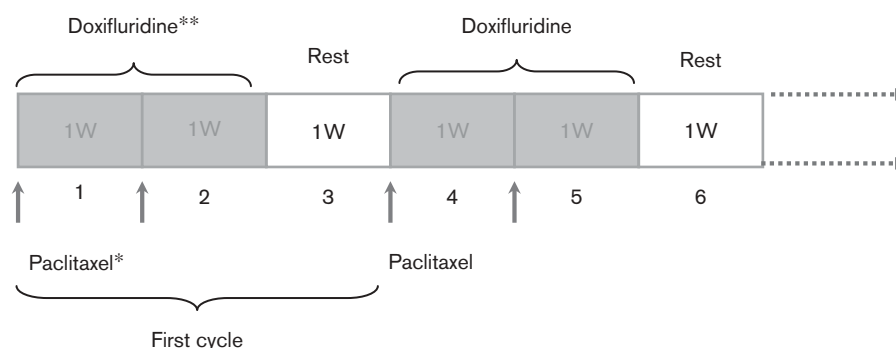 Doxifluridine** Doxifluridine
Rest Rest
1W 1W 1W 1W 1W 1W
1 2 3 4 5 6
Paclitaxel* Paclitaxel
First cycle